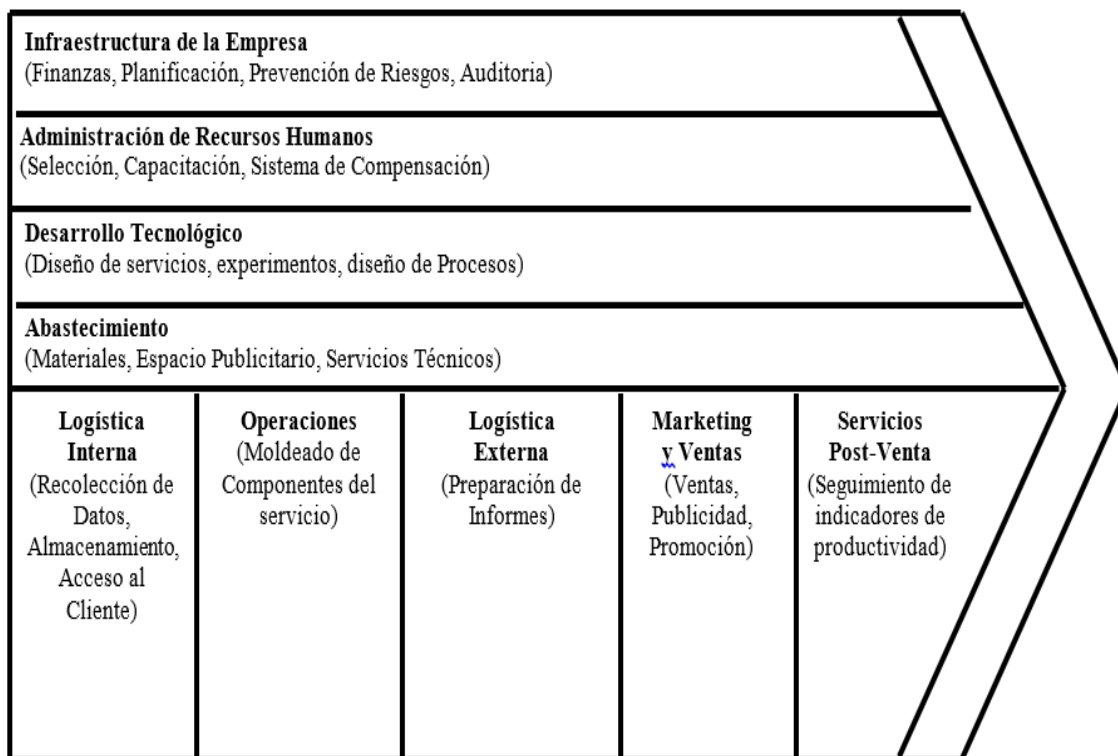 Infraestructura de la Empresa
(Finanzas, Planificación, Prevención de Riesgos, Auditoria)
Administración de Recursos Humanos
(Selección, Capacitación, Sistema de Compensación)
Desarrollo Tecnológico
(Diseño de servicios, experimentos, diseño de Procesos)
Abastecimiento
(Materiales, Espacio Publicitario, Servicios Técnicos)
Logística
Interna
(Recolección de
Datos,
Almacenamiento,
Acceso al
Cliente)
Operaciones
(Moldeado de
Componentes del
servicio)
Logística
Externa
(Preparación de
Informes)
Marketing
y Ventas
(Ventas,
Publicidad,
Promoción)
Servicios
Post-Venta
(Seguimiento de
indicadores de
productividad)